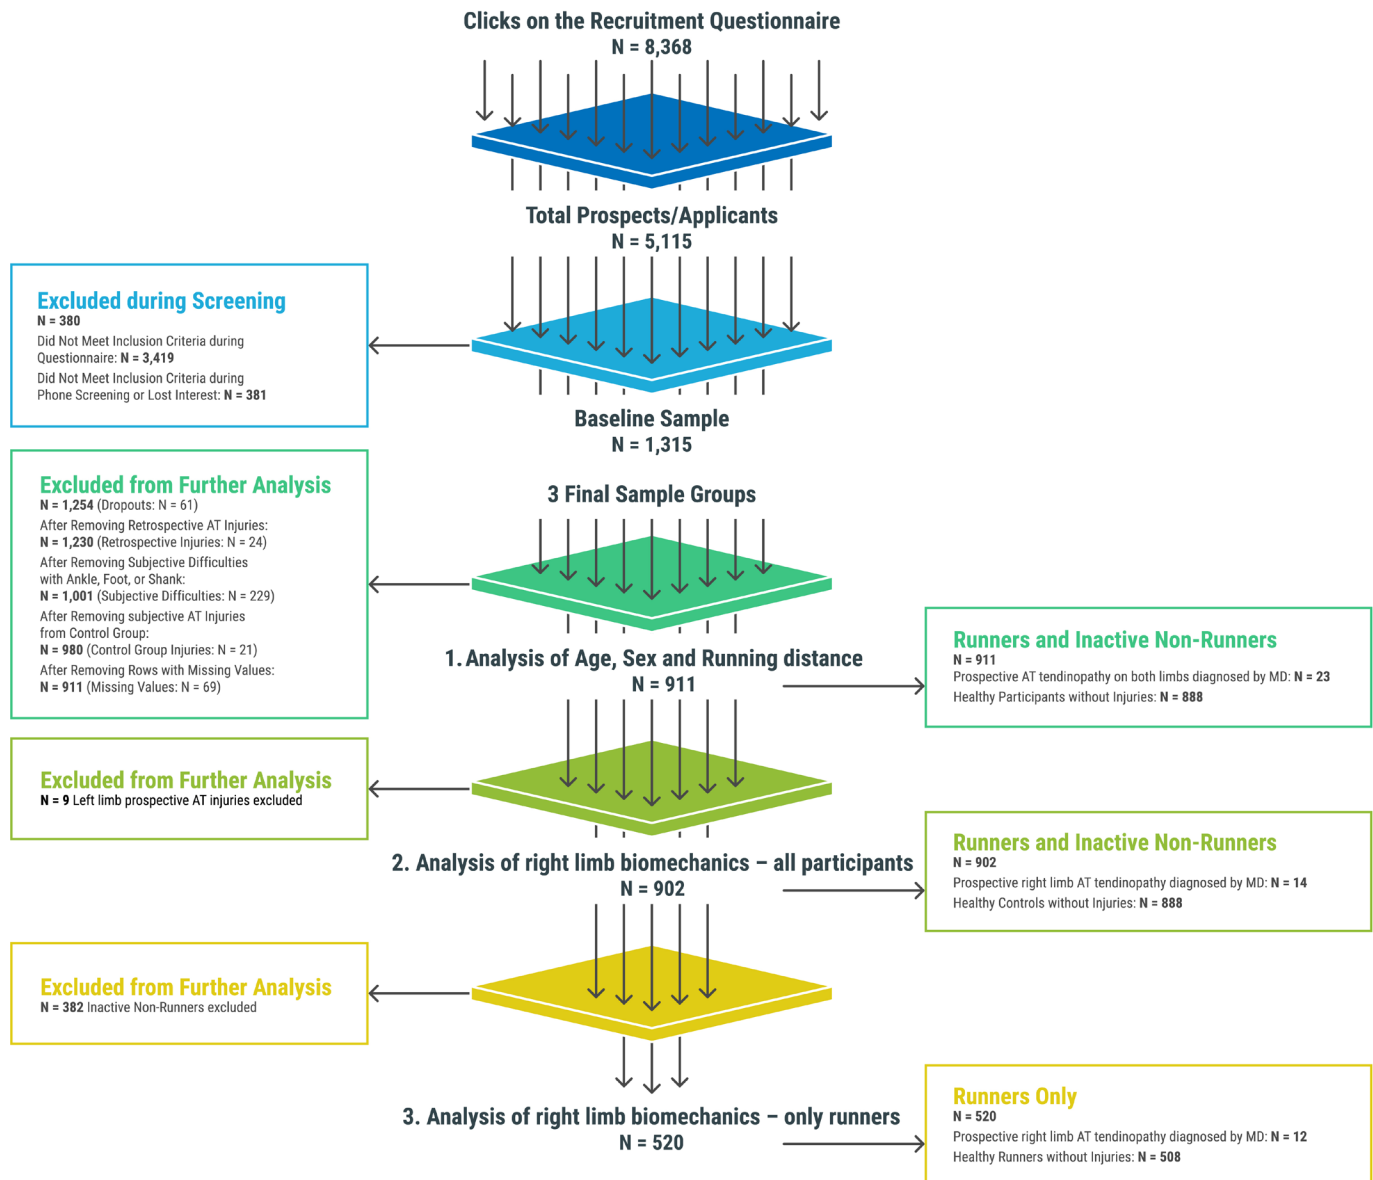 Clicks on the Recruitment Questionnaire
N = 8,368
Total Prospects/Applicants
N = 5,115
Excluded during Screening
N = 380
Did Not Meet Inclusion Criteria during
Questionnaire: N = 3,419
Did Not Meet Inclusion Criteria during
Phone Screening or Lost Interest: N = 381
Baseline Sample
N = 1,315
Excluded from Further Analysis
N = 1,254 (Dropouts: N = 61)
After Removing Retrospective AT Injuries:
N = 1,230 (Retrospective Injuries: N = 24)
After Removing Subjective Difficulties
with Ankle, Foot, or Shank:
N = 1,001 (Subjective Difficulties: N = 229)
After Removing subjective AT Injuries
from Control Group:
N = 980 (Control Group Injuries: N = 21)
After Removing Rows with Missing Values:
N = 911 (Missing Values: N = 69)
3 Final Sample Groups
1. Analysis of Age, Sex and Running distance
N = 911
Runners and Inactive Non-Runners
N = 911
Prospective AT tendinopathy on both limbs diagnosed by MD: N = 23
Healthy Participants without Injuries: N = 888
Excluded from Further Analysis
N = 9 Left limb prospective AT injuries excluded
2. Analysis of right limb biomechanics – all participants
N = 902
Runners and Inactive Non-Runners
N = 902
Prospective right limb AT tendinopathy diagnosed by MD: N = 14
Healthy Controls without Injuries: N = 888
Excluded from Further Analysis
N = 382 Inactive Non-Runners excluded
3. Analysis of right limb biomechanics – only runners
N = 520
Runners Only
N = 520
Prospective right limb AT tendinopathy diagnosed by MD: N = 12
Healthy Runners without Injuries: N = 508